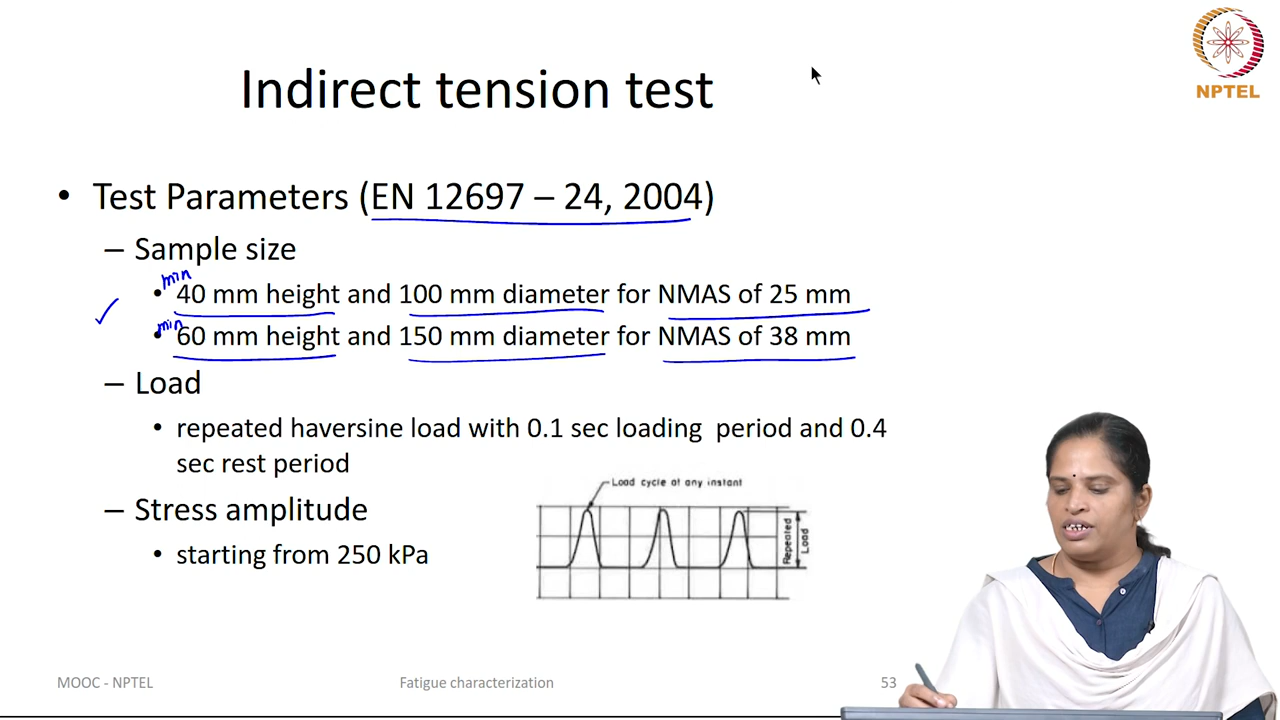 NPTEL
Indirect tension test
• Test Parameters (EN 12697 – 24, 2004)
– Sample size
min
• 40 mm height and 100 mm diameter for NMAS of 25 mm
min
• 60 mm height and 150 mm diameter for NMAS of 38 mm
– Load
• repeated haversine load with 0.1 sec loading period and 0.4
sec rest period
Load cycle at any instant
– Stress amplitude
Repeated
Load
• starting from 250 kPa
MOOC - NPTEL
Fatigue characterization
53